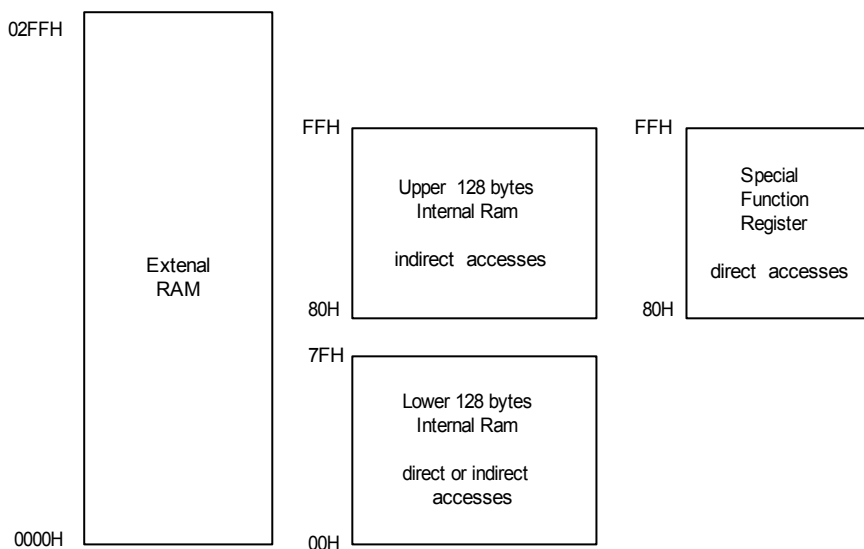 02FFH
Extenal
RAM
0000H
FFH
Upper 128 bytes
Internal Ram
indirect accesses
80H
7FH
Lower 128 bytes
Internal Ram
direct or indirect
accesses
00H
FFH
Special
Function
Register
direct accesses
80H